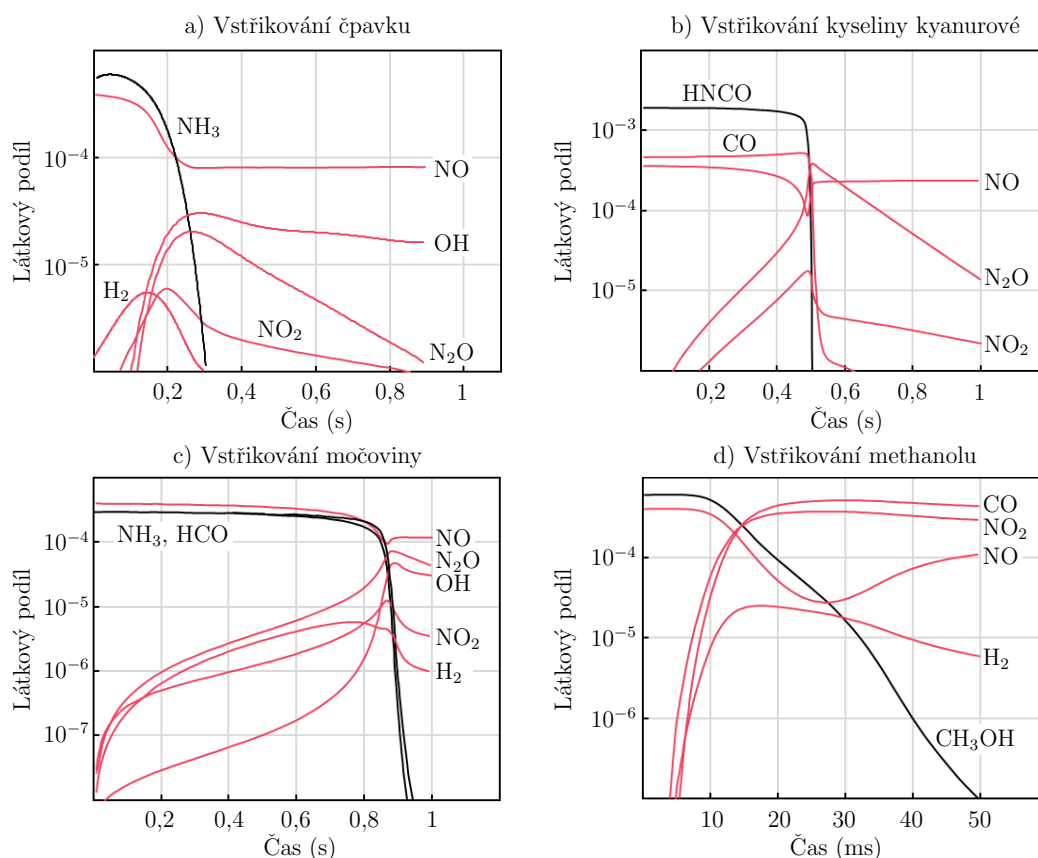 a) Vstřikování čpavku
Látkový podíl
10⁻⁴
10⁻⁵
NH₃
NO
OH
H₂
NO₂
N₂O
0,2 0,4 0,6 0,8 1
Čas (s)
b) Vstřikování kyseliny kyanurové
Látkový podíl
10⁻³
10⁻⁴
10⁻⁵
HNCO
CO
NO
N₂O
NO₂
0,2 0,4 0,6 0,8 1
Čas (s)
c) Vstřikování močoviny
Látkový podíl
10⁻⁴
10⁻⁵
10⁻⁶
10⁻⁷
NH₃, HCO
NO
N₂O
OH
NO₂
H₂
0,2 0,4 0,6 0,8 1
Čas (s)
d) Vstřikování methanolu
Látkový podíl
10⁻⁴
10⁻⁵
10⁻⁶
CO
NO₂
NO
H₂
CH₃OH
10 20 30 40 50
Čas (ms)